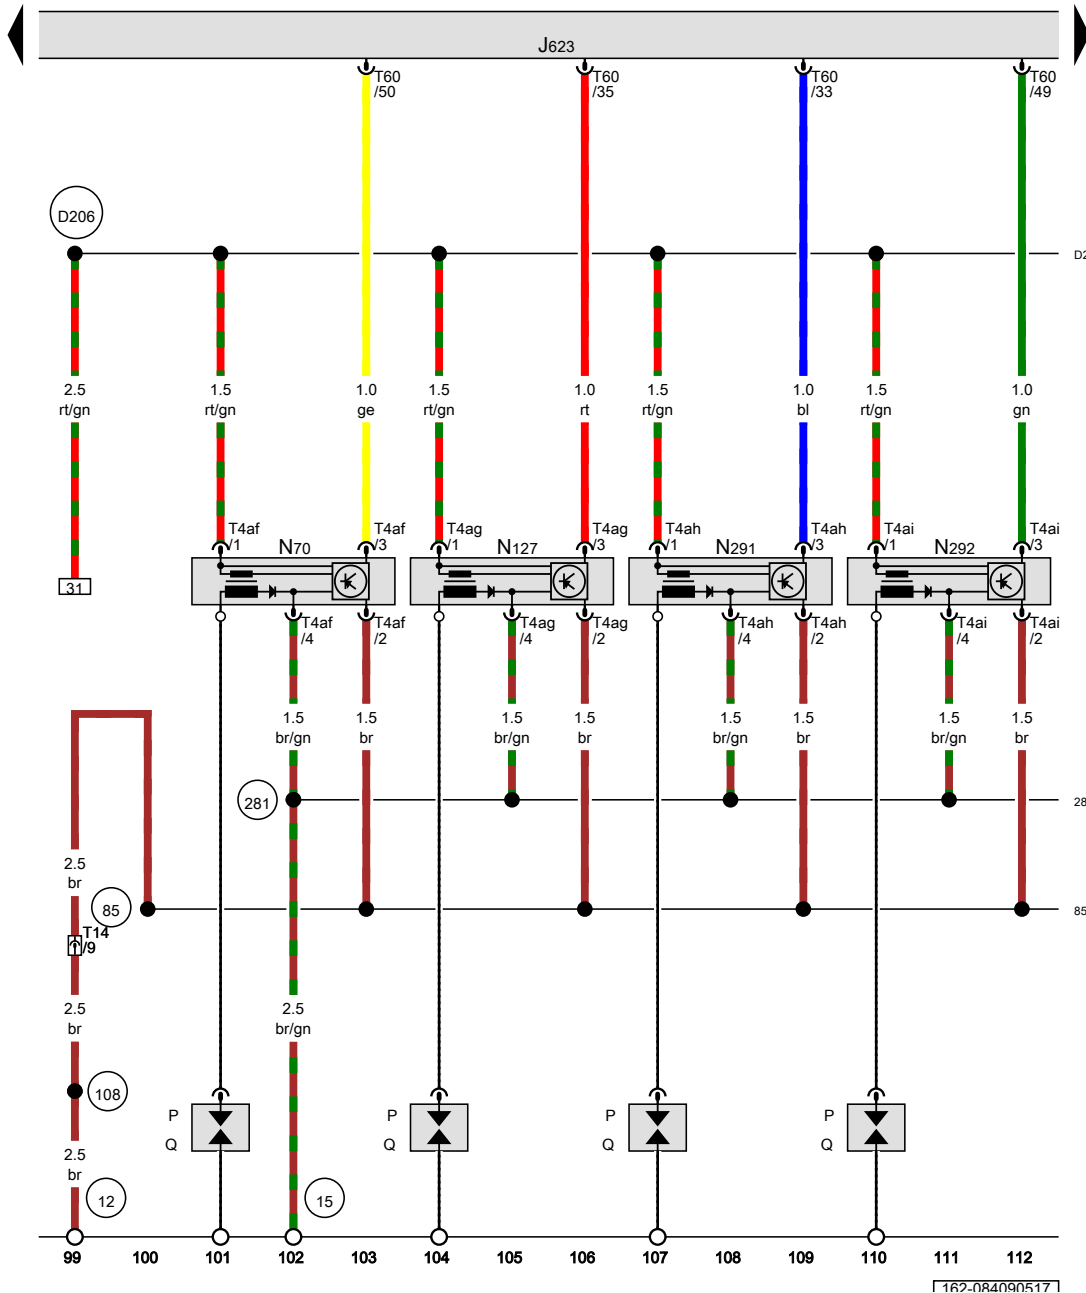 J623
T60 T60 T60 T60
/50 /35 /33 /49
D206
D2
2.5 1.5 1.0 1.5 1.0 1.5 1.0 1.5 1.0
rt/gn rt/gn ge rt/gn rt rt/gn bl rt/gn gn
T4af T4af T4ag T4ag T4ah T4ah T4ai T4ai
/1 N70 /3 /1 N127 /3 /1 N291 /3 /1 N292 /3
31
T4af T4af T4ag T4ag T4ah T4ah T4ai T4ai
/4 /2 /4 /2 /4 /2 /4 /2
1.5 1.5 1.5 1.5 1.5 1.5 1.5 1.5
br/gn br br/gn br br/gn br br/gn br
281 28
2.5
br
85 85
T14
/9
2.5 2.5
br br/gn
108
P P P P
Q Q Q Q
2.5
br
12 15
99 100 101 102 103 104 105 106 107 108 109 110 111 112
162-084090517